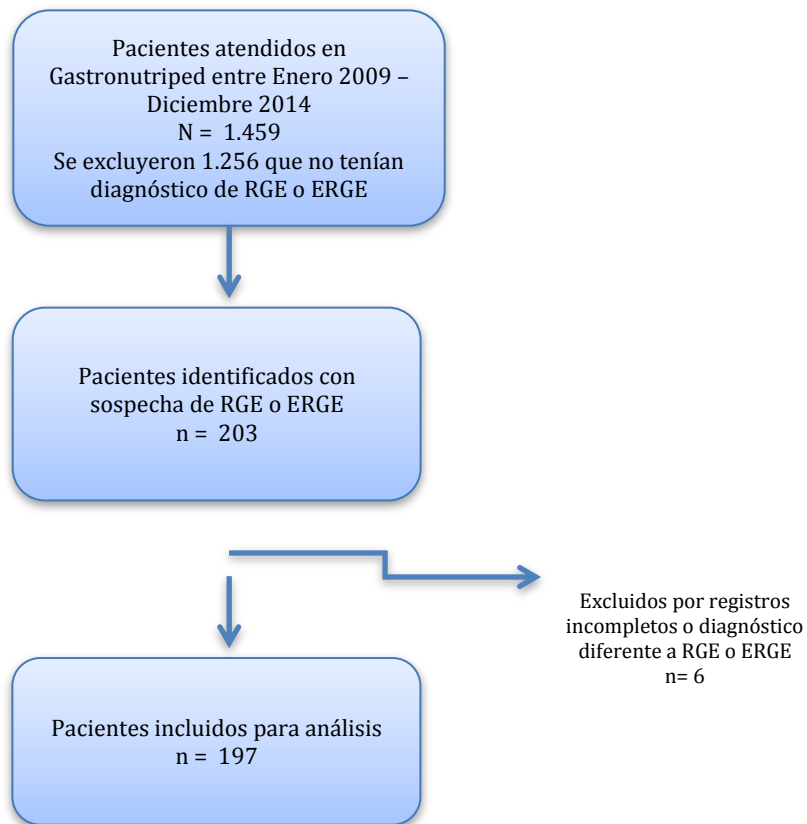 Pacientes atendidos en
Gastronutriped entre Enero 2009 –
Diciembre 2014
N = 1.459
Se excluyeron 1.256 que no tenían
diagnóstico de RGE o ERGE
Pacientes identificados con
sospecha de RGE o ERGE
n = 203
Excluidos por registros
incompletos o diagnóstico
diferente a RGE o ERGE
n= 6
Pacientes incluidos para análisis
n = 197